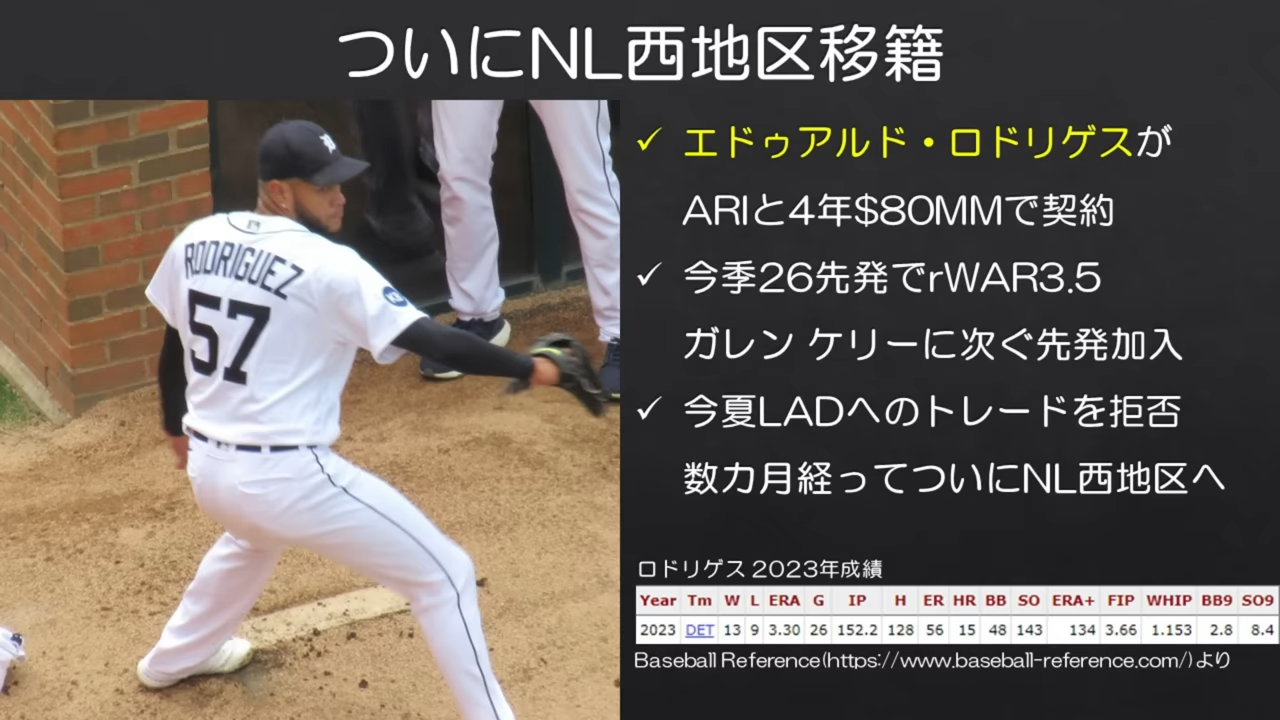 ついにNL西地区移籍
✓ エドゥアルド・ロドリゲスが
ARIと4年$80MMで契約
✓ 今季26先発でrWAR3.5
ガレン ケリーに次ぐ先発加入
✓ 今夏LADへのトレードを拒否
数カ月経ってついにNL西地区へ
RODRIGUEZ
57
ロドリゲス 2023年成績
Year Tm W L ERA G IP H ER HR BB SO ERA+ FIP WHIP BB9 SO9
2023 DET 13 9 3.30 26 152.2 128 56 15 48 143 134 3.66 1.153 2.8 8.4
Baseball Reference(https://www.baseball-reference.com/)より